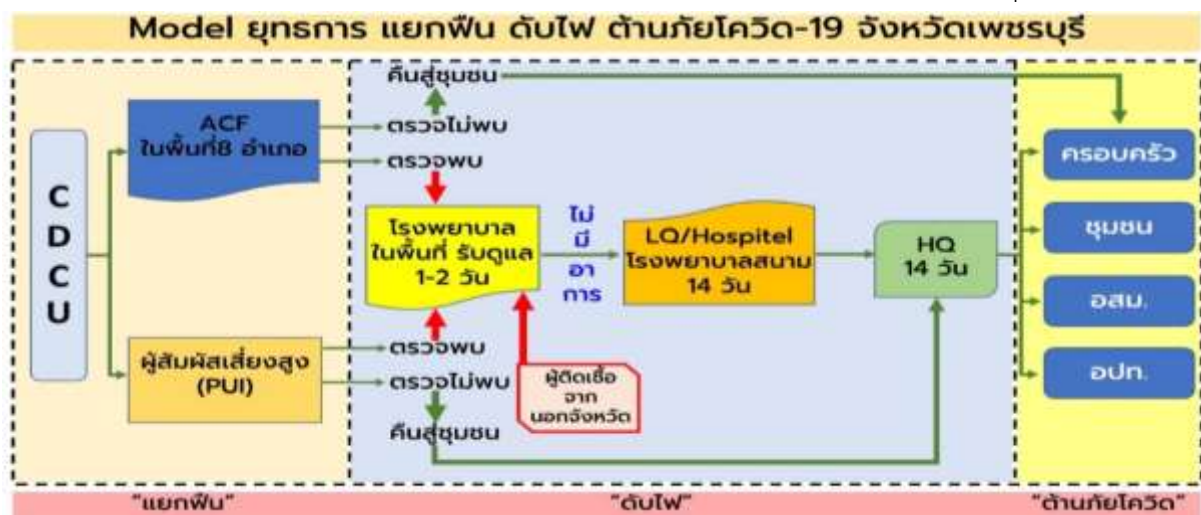 Model ยุทธการ แยกฟืน ดับไฟ ต้านภัยโควิด-19 จังหวัดเพชรบุรี
C
D
C
U
ACF
ในพื้นที่8 อำเภอ
ผู้สัมผัสเสี่ยงสูง
(PUI)
คืนสู่ชุมชน
ตรวจไม่พบ
ตรวจพบ
โรงพยาบาล
ในพื้นที่ รับดูแล
1-2 วัน
ตรวจพบ
ตรวจไม่พบ
คืนสู่ชุมชน
ไม่
มี
อา
การ
ผู้ติดเชื้อ
จาก
นอกจังหวัด
LQ/Hospitel
โรงพยาบาลสนาม
14 วัน
HQ
14 วัน
ครอบครัว
ชุมชน
อสม.
อปท.
"แยกฟืน"
"ดับไฟ"
"ต้านภัยโควิด"